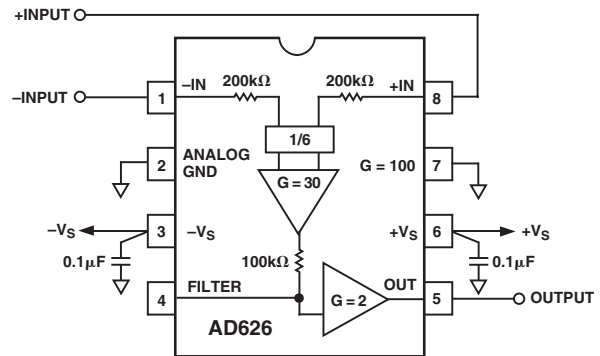 +INPUT
200kΩ 200kΩ
–INPUT 1 –IN +IN 8
1/6
2 ANALOG GND G = 30 G = 100 7
–VS 3 –VS +VS 6 +VS
0.1µF 100kΩ 0.1µF
4 FILTER G = 2 OUT 5 OUTPUT
AD626